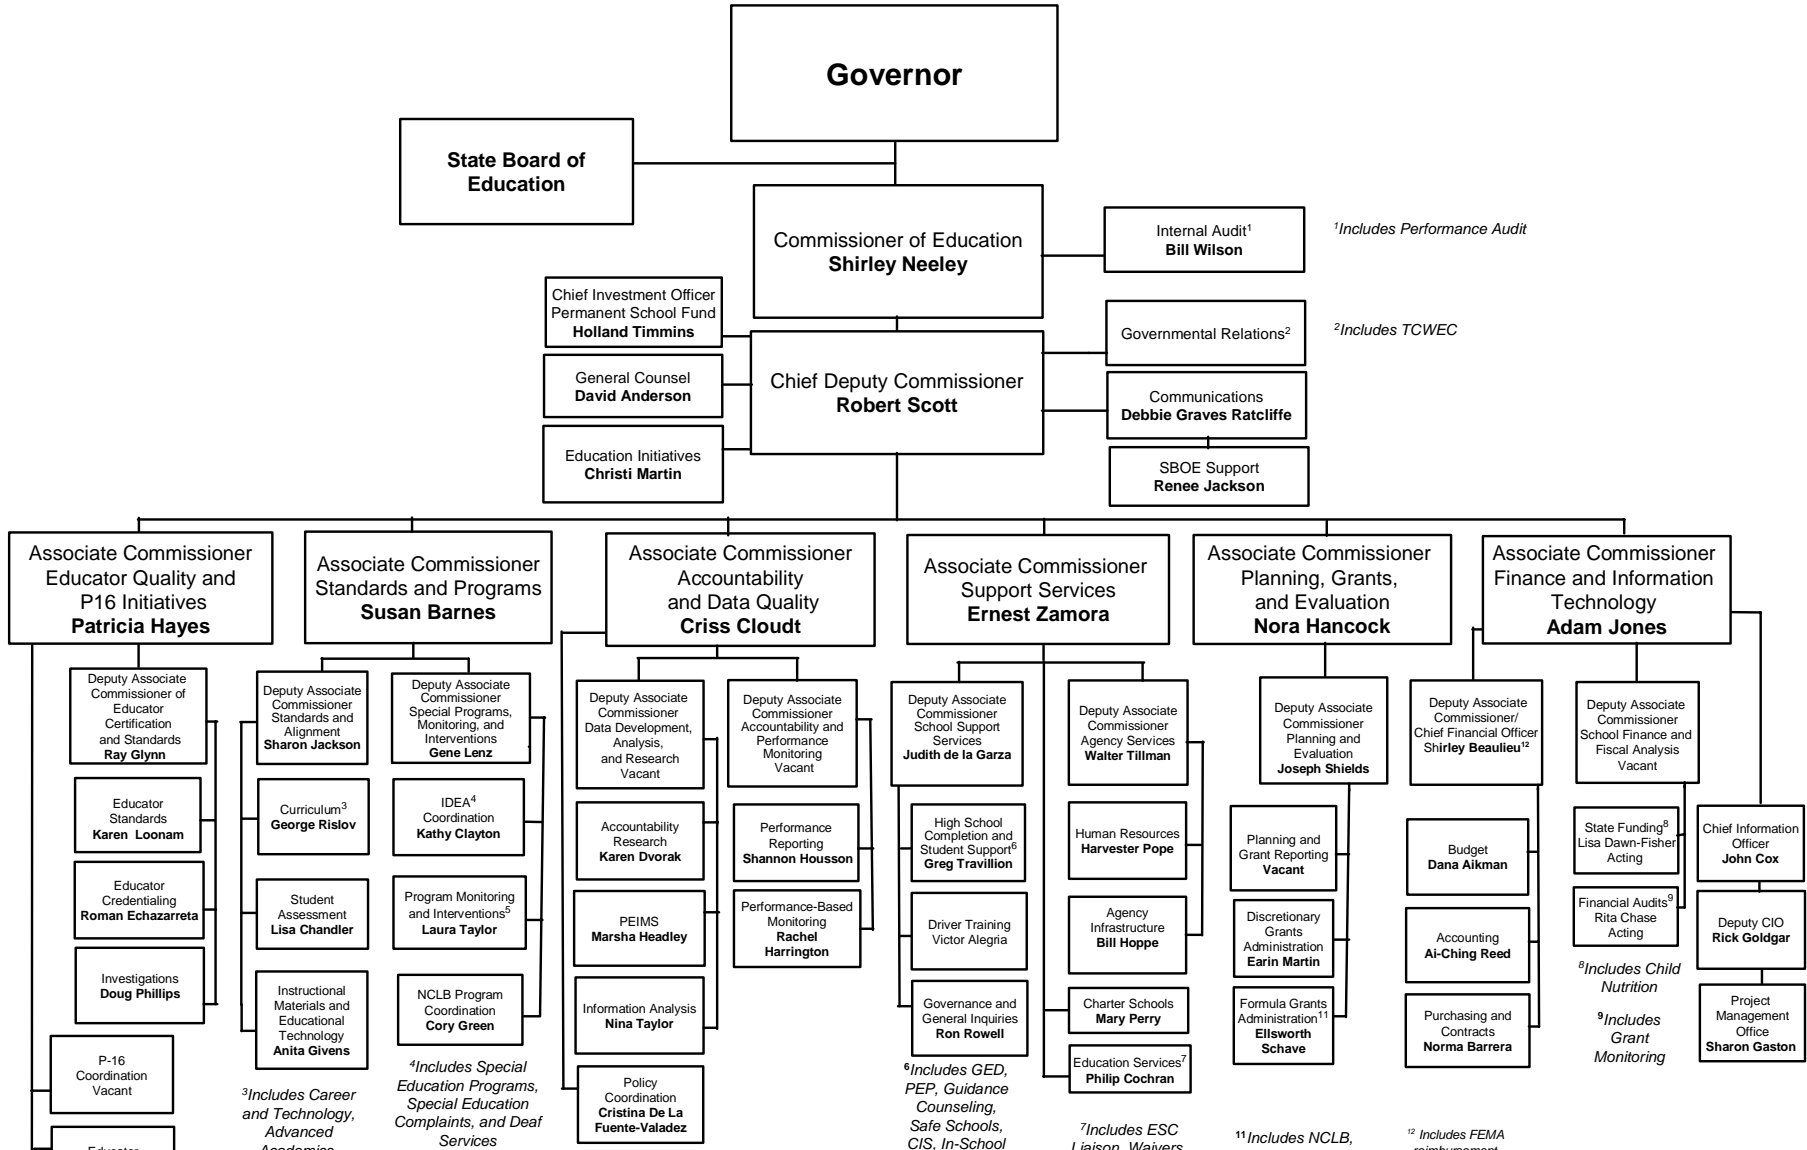 Governor
State Board of
Education
Commissioner of Education
Shirley Neeley
Internal Audit1
Bill Wilson
1Includes Performance Audit
Chief Investment Officer
Permanent School Fund
Holland Timmins
General Counsel
David Anderson
Education Initiatives
Christi Martin
Chief Deputy Commissioner
Robert Scott
Governmental Relations2
2Includes TCWEC
Communications
Debbie Graves Ratcliffe
SBOE Support
Renee Jackson
Associate Commissioner
Educator Quality and
P16 Initiatives
Patricia Hayes
Associate Commissioner
Standards and Programs
Susan Barnes
Associate Commissioner
Accountability
and Data Quality
Criss Cloudt
Associate Commissioner
Support Services
Ernest Zamora
Associate Commissioner
Planning, Grants,
and Evaluation
Nora Hancock
Associate Commissioner
Finance and Information
Technology
Adam Jones
Deputy Associate
Commissioner of
Educator
Certification
and Standards
Ray Glynn
Educator
Standards
Karen Loonam
Educator
Credentialing
Roman Echazarreta
Investigations
Doug Phillips
P-16
Coordination
Vacant
Educator
Deputy Associate
Commissioner
Standards and
Alignment
Sharon Jackson
Curriculum3
George Rislov
Student
Assessment
Lisa Chandler
Instructional
Materials and
Educational
Technology
Anita Givens
3Includes Career
and Technology,
Advanced
Academics
Deputy Associate
Commissioner
Special Programs,
Monitoring, and
Interventions
Gene Lenz
IDEA4
Coordination
Kathy Clayton
Program Monitoring
and Interventions5
Laura Taylor
NCLB Program
Coordination
Cory Green
4Includes Special
Education Programs,
Special Education
Complaints, and Deaf
Services
Deputy Associate
Commissioner
Data Development,
Analysis,
and Research
Vacant
Accountability
Research
Karen Dvorak
PEIMS
Marsha Headley
Information Analysis
Nina Taylor
Policy
Coordination
Cristina De La
Fuente-Valadez
Deputy Associate
Commissioner
Accountability and
Performance
Monitoring
Vacant
Performance
Reporting
Shannon Housson
Performance-Based
Monitoring
Rachel
Harrington
Deputy Associate
Commissioner
School Support
Services
Judith de la Garza
High School
Completion and
Student Support6
Greg Travillion
Driver Training
Victor Alegria
Governance and
General Inquiries
Ron Rowell
6Includes GED,
PEP, Guidance
Counseling,
Safe Schools,
CIS, In-School
Deputy Associate
Commissioner
Agency Services
Walter Tillman
Human Resources
Harvester Pope
Agency
Infrastructure
Bill Hoppe
Charter Schools
Mary Perry
Education Services7
Philip Cochran
7Includes ESC
Liaison, Waivers
Deputy Associate
Commissioner
Planning and
Evaluation
Joseph Shields
Planning and
Grant Reporting
Vacant
Discretionary
Grants
Administration
Earin Martin
Formula Grants
Administration11
Ellsworth
Schave
11Includes NCLB,
Deputy Associate
Commissioner/
Chief Financial Officer
Shirley Beaulieu12
Budget
Dana Aikman
Accounting
Ai-Ching Reed
Purchasing and
Contracts
Norma Barrera
12 Includes FEMA
reimbursement
Deputy Associate
Commissioner
School Finance and
Fiscal Analysis
Vacant
State Funding8
Lisa Dawn-Fisher
Acting
Financial Audits9
Rita Chase
Acting
8Includes Child
Nutrition
9Includes
Grant
Monitoring
Chief Information
Officer
John Cox
Deputy CIO
Rick Goldgar
Project
Management
Office
Sharon Gaston